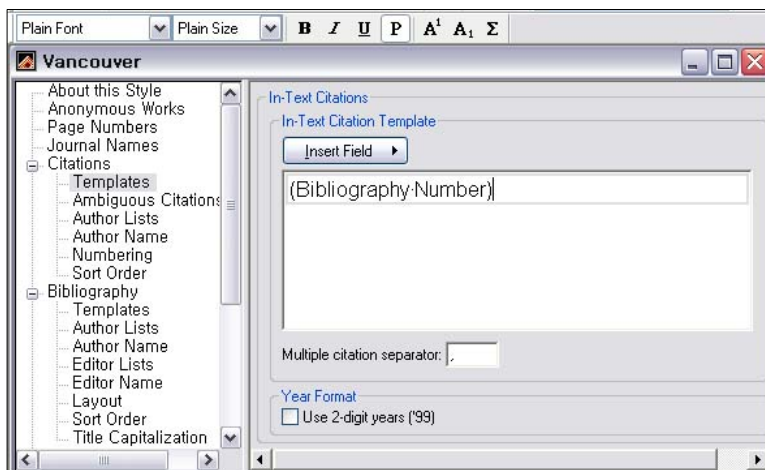 Plain Font Plain Size B I U P A¹ A₁ Σ
Vancouver
About this Style
Anonymous Works
Page Numbers
Journal Names
Citations
Templates
Ambiguous Citations
Author Lists
Author Name
Numbering
Sort Order
Bibliography
Templates
Author Lists
Author Name
Editor Lists
Editor Name
Layout
Sort Order
Title Capitalization
In-Text Citations
In-Text Citation Template
Insert Field
(Bibliography·Number)
Multiple citation separator: ,
Year Format
Use 2-digit years ('99)